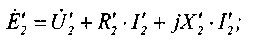 Ė′₂ = U̇′₂ + R′₂ · I′₂ + jX′₂ · I′₂;